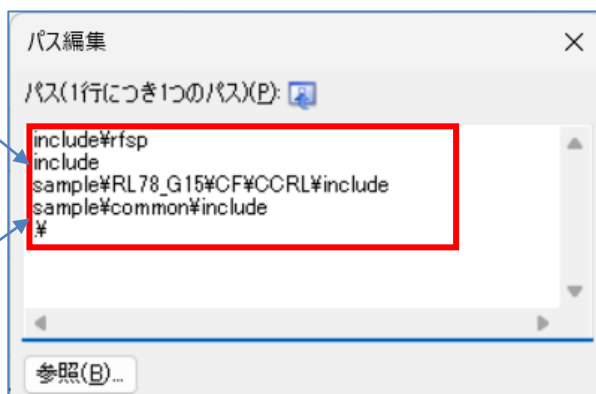 パス編集
パス(1行につき1つのパス)(P):
include¥rfsp
include
sample¥RL78_G15¥CF¥CCRL¥include
sample¥common¥include
.¥
参照(B)...